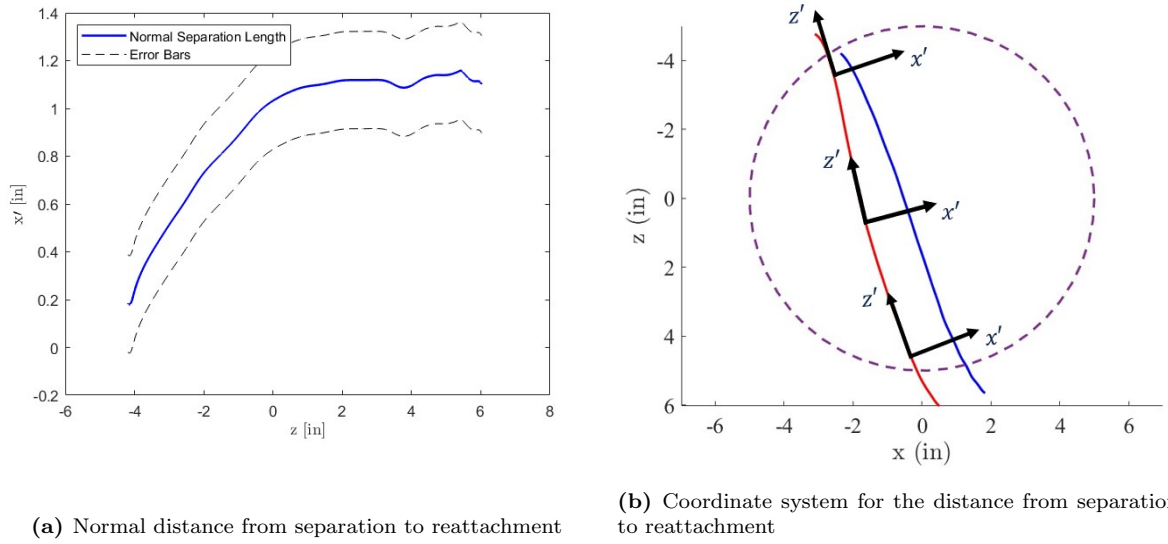 1.4
1.2
1
0.8
0.6
0.4
0.2
0
-0.2
x′ [in]
-6 -4 -2 0 2 4 6 8
z [in]
Normal Separation Length
Error Bars
-4
-2
0
2
4
6
z (in)
-6 -4 -2 0 2 4 6
x (in)
z′
x′
z′
x′
z′
x′
(a) Normal distance from separation to reattachment
(b) Coordinate system for the distance from separation
to reattachment